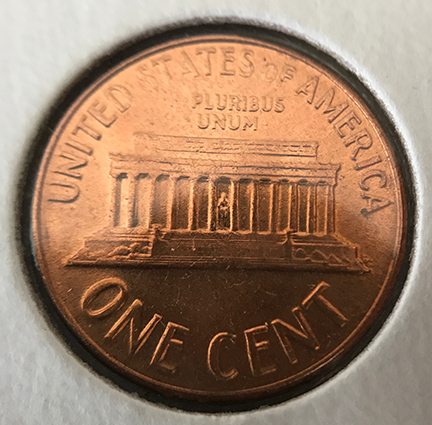 UNITED STATES OF AMERICA
PLURIBUS
UNUM
ONE CENT